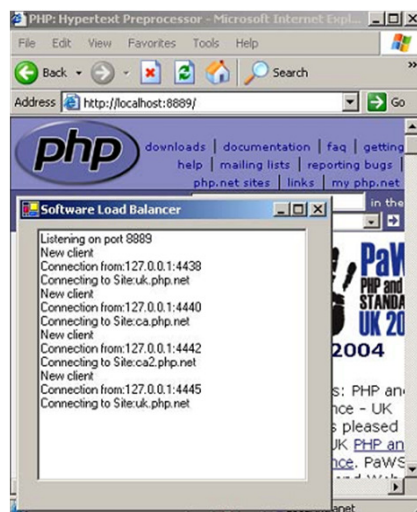 PHP: Hypertext Preprocessor - Microsoft Internet Expl...
File Edit View Favorites Tools Help
Back Search
Address http://localhost:8889/ Go
php
downloads | documentation | faq | getting
help | mailing lists | reporting bugs |
php.net sites | links | my php.net
in the
Software Load Balancer
Listening on port 8889
New client
Connection from:127.0.0.1:4438
Connecting to Site:uk.php.net
New client
Connection from:127.0.0.1:4440
Connecting to Site:ca.php.net
New client
Connection from:127.0.0.1:4442
Connecting to Site:ca2.php.net
New client
Connection from:127.0.0.1:4445
Connecting to Site:uk.php.net
PaW
PHP and
STANDA
UK 20
2004
s: PHP an
nce - UK
s pleased
UK PHP an
nce. PaWS